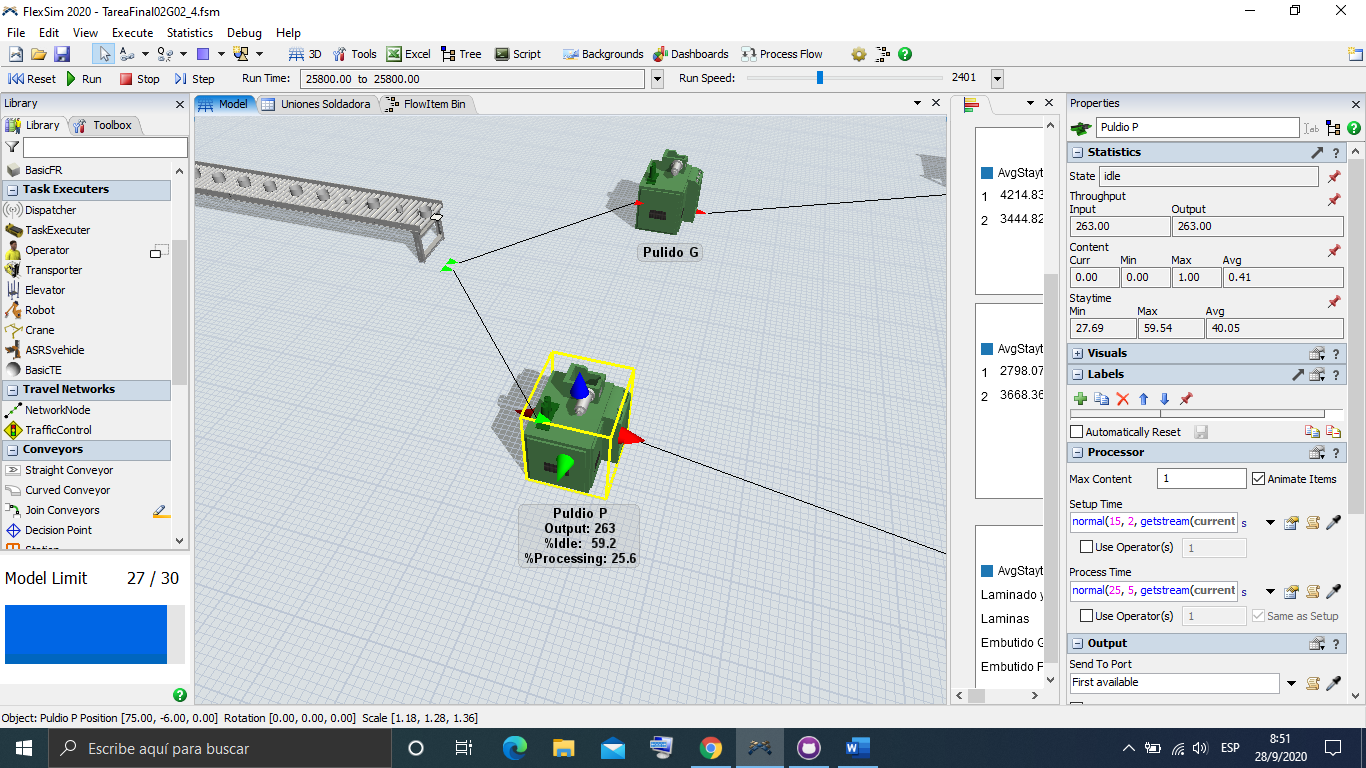 FlexSim 2020 - TareaFinal02G02_4.fsm
File Edit View Execute Statistics Debug Help
3D Tools Excel Tree Script Backgrounds Dashboards Process Flow
Reset Run Stop Step Run Time: 25800.00 to 25800.00 Run Speed: 2401
Library
Library Toolbox
BasicFR
Task Executers
Dispatcher
TaskExecuter
Operator
Transporter
Elevator
Robot
Crane
ASRSvehicle
BasicTE
Travel Networks
NetworkNode
TrafficControl
Conveyors
Straight Conveyor
Curved Conveyor
Join Conveyors
Decision Point
Model Limit 27 / 30
Model Uniones Soldadora FlowItem Bin
Pulido G
Puldio P
Output: 263
%Idle: 59.2
%Processing: 25.6
AvgStayt
1 4214.83
2 3444.82
AvgStayt
1 2798.07
2 3668.36
AvgStayt
Laminado y
Laminas
Embutido G
Embutido F
Properties
Puldio P
Statistics
State idle
Throughput
Input Output
263.00 263.00
Content
Curr Min Max Avg
0.00 0.00 1.00 0.41
Staytime
Min Max Avg
27.69 59.54 40.05
Visuals
Labels
Automatically Reset
Processor
Max Content 1 Animate Items
Setup Time
normal(15, 2, getstream(current s
Use Operator(s) 1
Process Time
normal(25, 5, getstream(current s
Use Operator(s) 1 Same as Setup
Output
Send To Port
First available
Object: Puldio P Position [75.00, -6.00, 0.00] Rotation [0.00, 0.00, 0.00] Scale [1.18, 1.28, 1.36]
Escribe aquí para buscar
ESP
8:51
28/9/2020